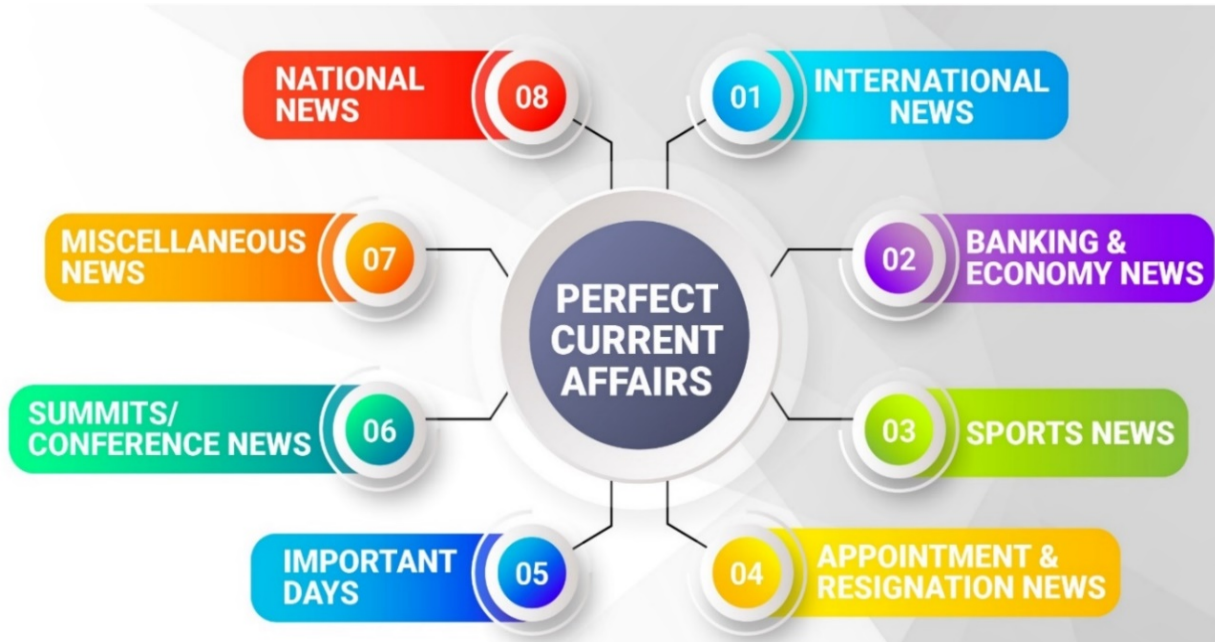 PERFECT
CURRENT
AFFAIRS
01
INTERNATIONAL
NEWS
02
BANKING &
ECONOMY NEWS
03
SPORTS NEWS
04
APPOINTMENT &
RESIGNATION NEWS
05
IMPORTANT
DAYS
06
SUMMITS/
CONFERENCE NEWS
07
MISCELLANEOUS
NEWS
08
NATIONAL
NEWS